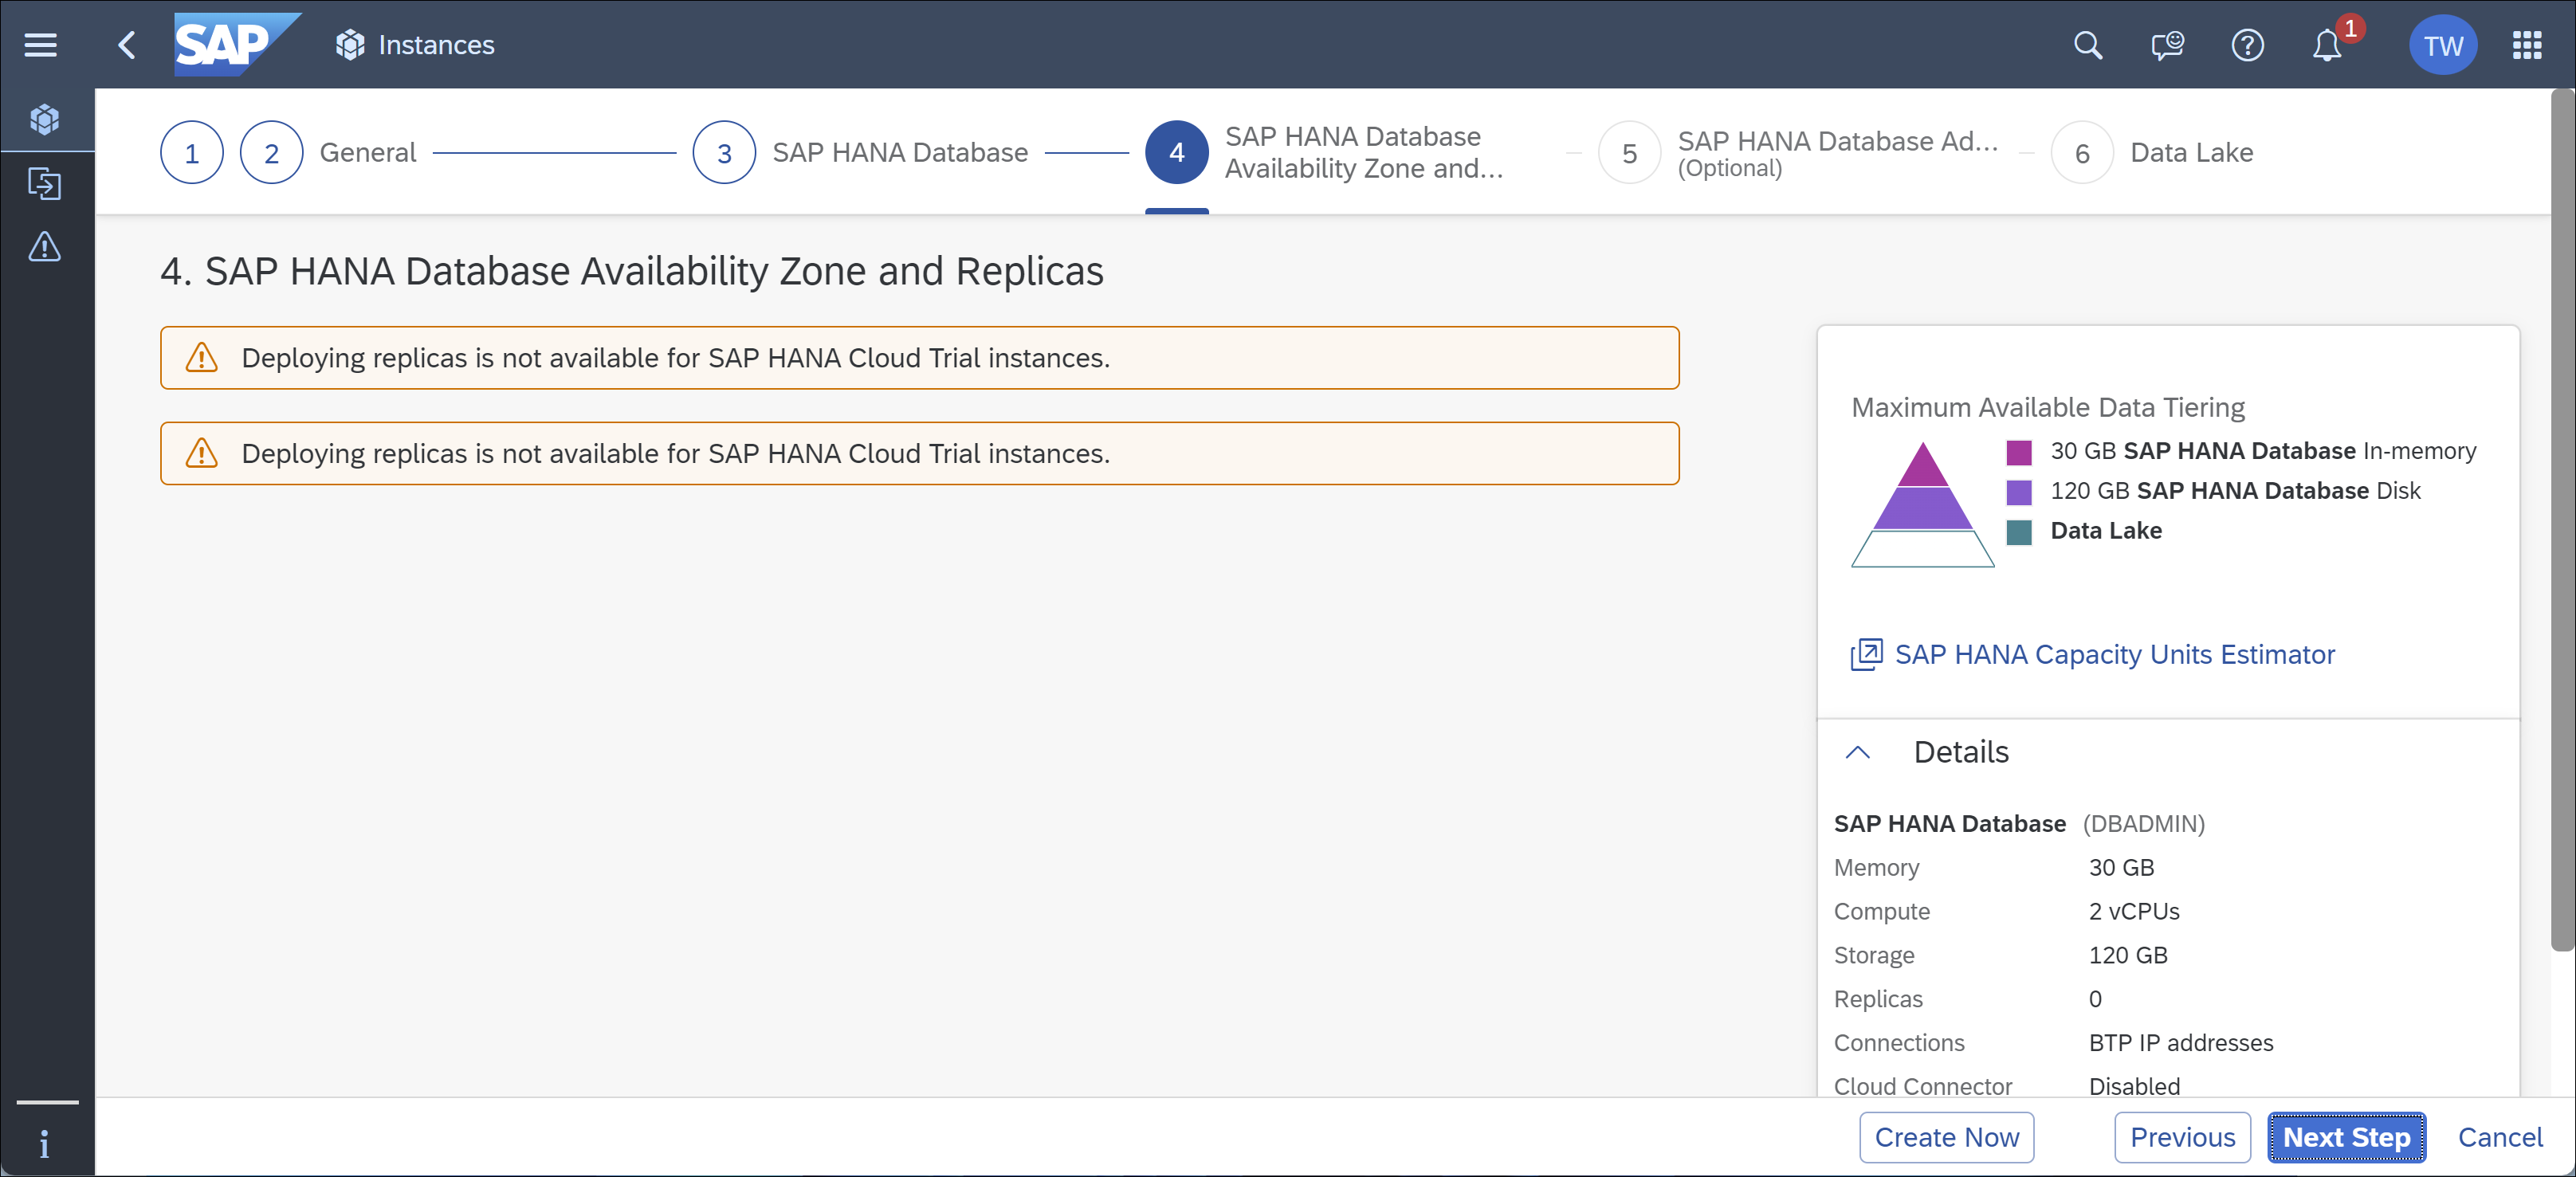 SAP
Instances
1
TW
1
2
General
3
SAP HANA Database
4
SAP HANA Database
Availability Zone and...
5
SAP HANA Database Ad...
(Optional)
6
Data Lake
4. SAP HANA Database Availability Zone and Replicas
Deploying replicas is not available for SAP HANA Cloud Trial instances.
Deploying replicas is not available for SAP HANA Cloud Trial instances.
Maximum Available Data Tiering
30 GB SAP HANA Database In-memory
120 GB SAP HANA Database Disk
Data Lake
SAP HANA Capacity Units Estimator
Details
SAP HANA Database (DBADMIN)
Memory 30 GB
Compute 2 vCPUs
Storage 120 GB
Replicas 0
Connections BTP IP addresses
Cloud Connector Disabled
Create Now
Previous
Next Step
Cancel